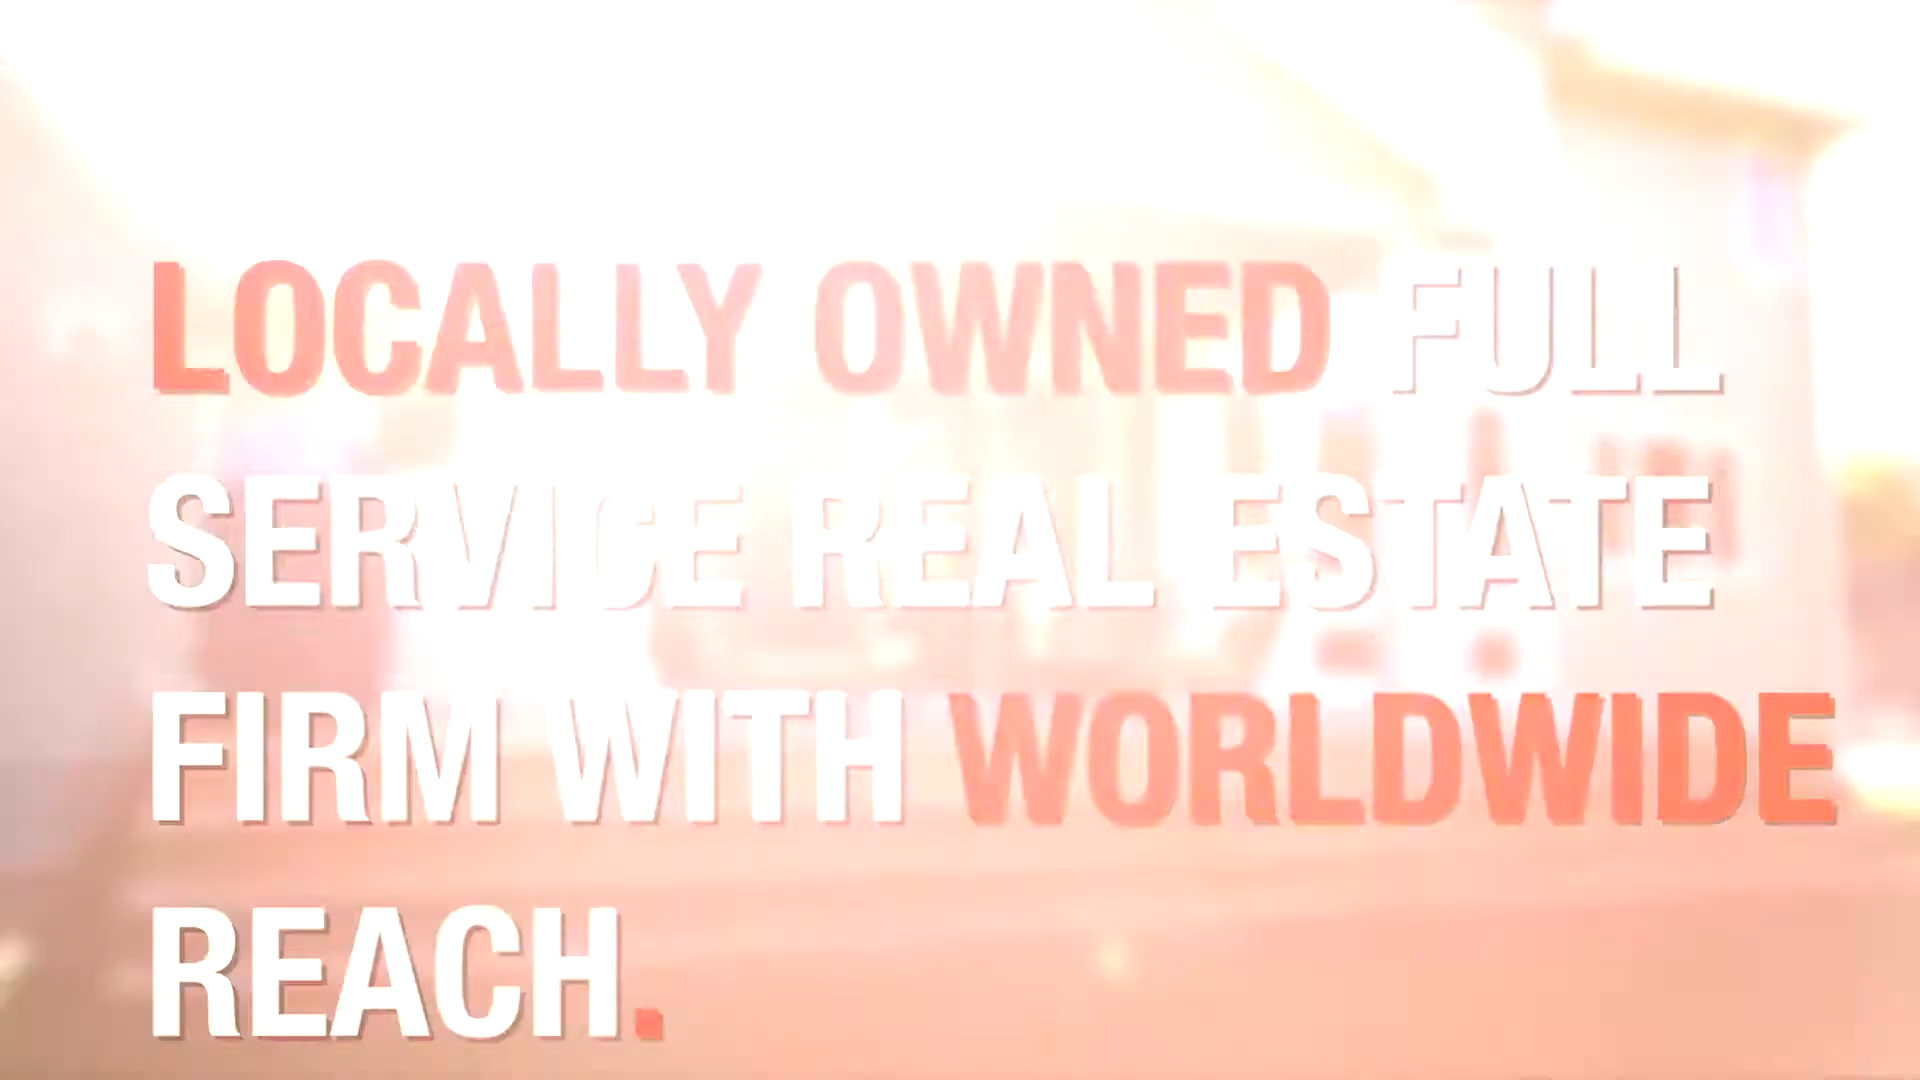 LOCALLY OWNED FULL
SERVICE REAL ESTATE
FIRM WITH WORLDWIDE
REACH.